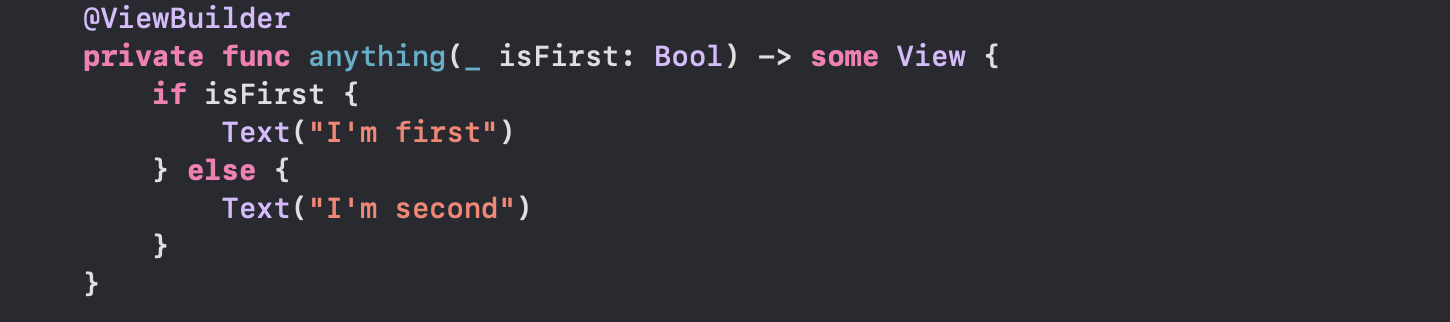 @ViewBuilder
private func anything(_ isFirst: Bool) -> some View {
    if isFirst {
        Text("I'm first")
    } else {
        Text("I'm second")
    }
}